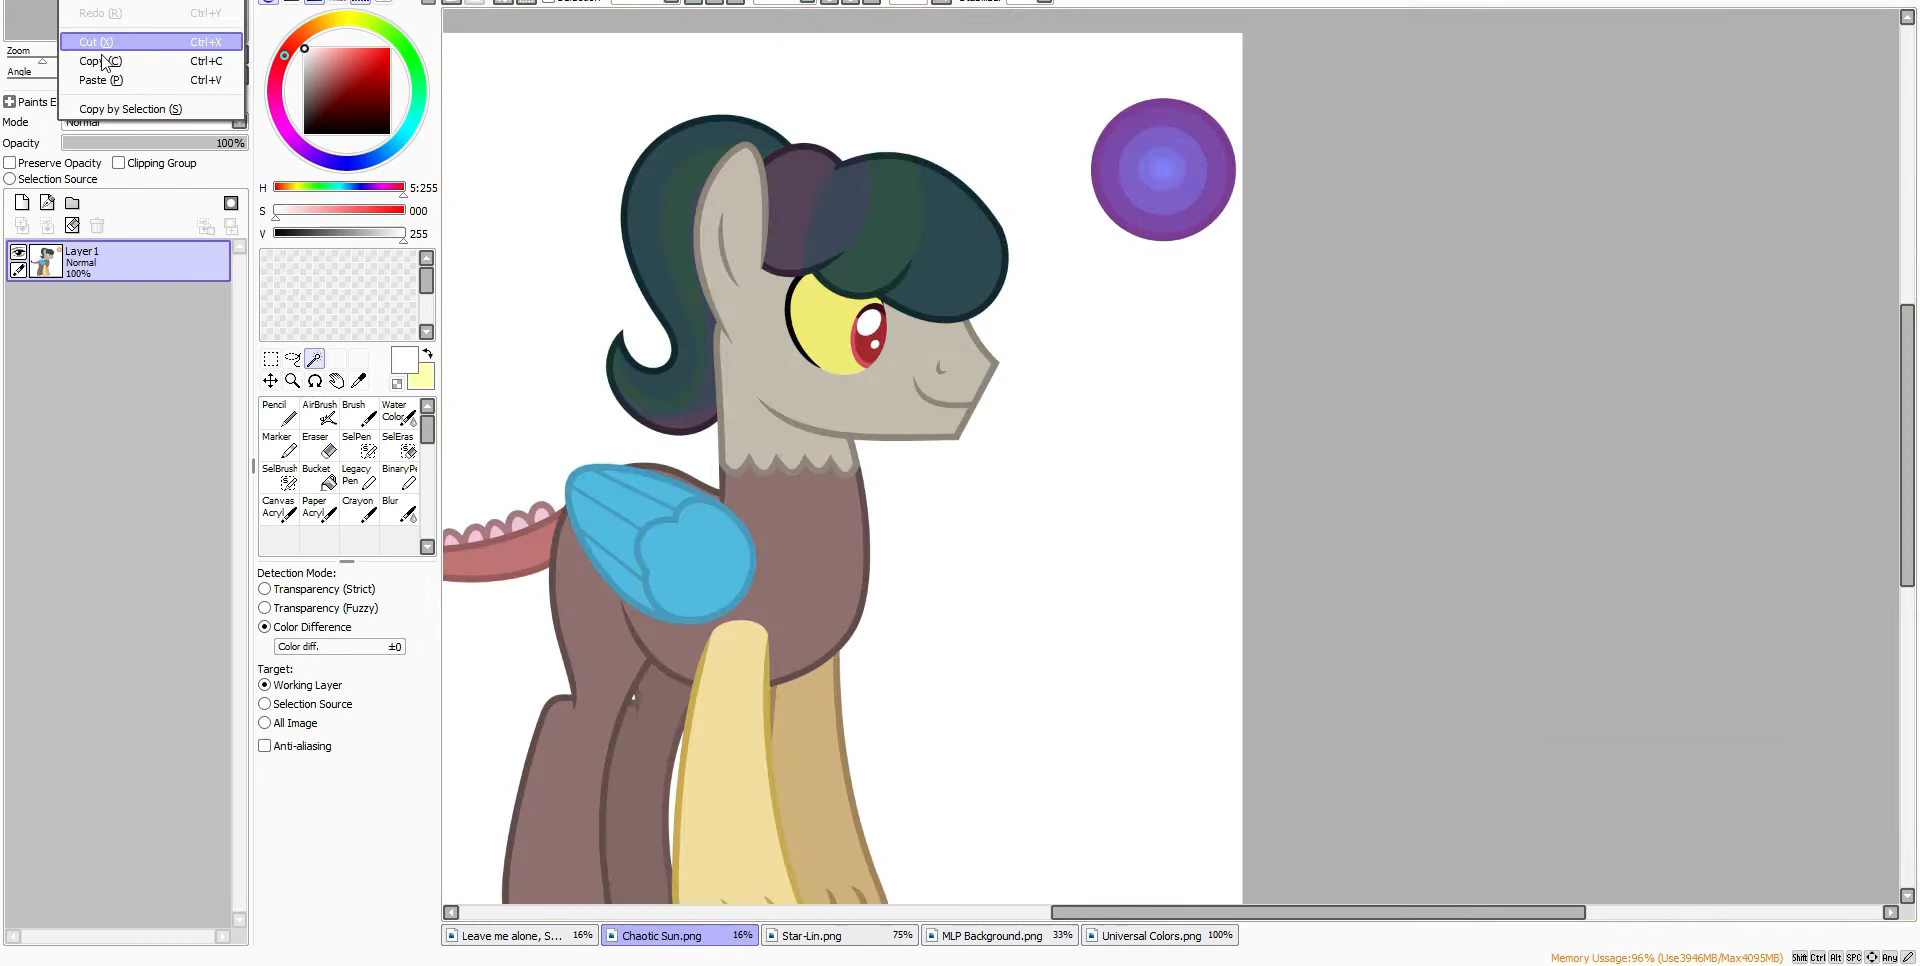 Redo (R) Ctrl+Y
Cut (X) Ctrl+X
Copy (C) Ctrl+C
Paste (P) Ctrl+V
Copy by Selection (S)
Zoom
Angle
Paints E
Mode Normal
Opacity 100%
Preserve Opacity Clipping Group
Selection Source
Layer1
Normal
100%
H 5:255
S 000
V 255
Pencil AirBrush Brush Water Color
Marker Eraser SelPen SelEras
SelBrush Bucket Legacy Pen BinaryPe
Canvas Acryl Paper Acryl Crayon Blur
Detection Mode:
Transparency (Strict)
Transparency (Fuzzy)
Color Difference
Color diff. ±0
Target:
Working Layer
Selection Source
All Image
Anti-aliasing
Leave me alone, S... 16% Chaotic Sun.png 16% Star-Lin.png 75% MLP Background.png 33% Universal Colors.png 100%
Memory Ussage:96% (Use3946MB/Max4095MB) Shift Ctrl Alt SPC Any